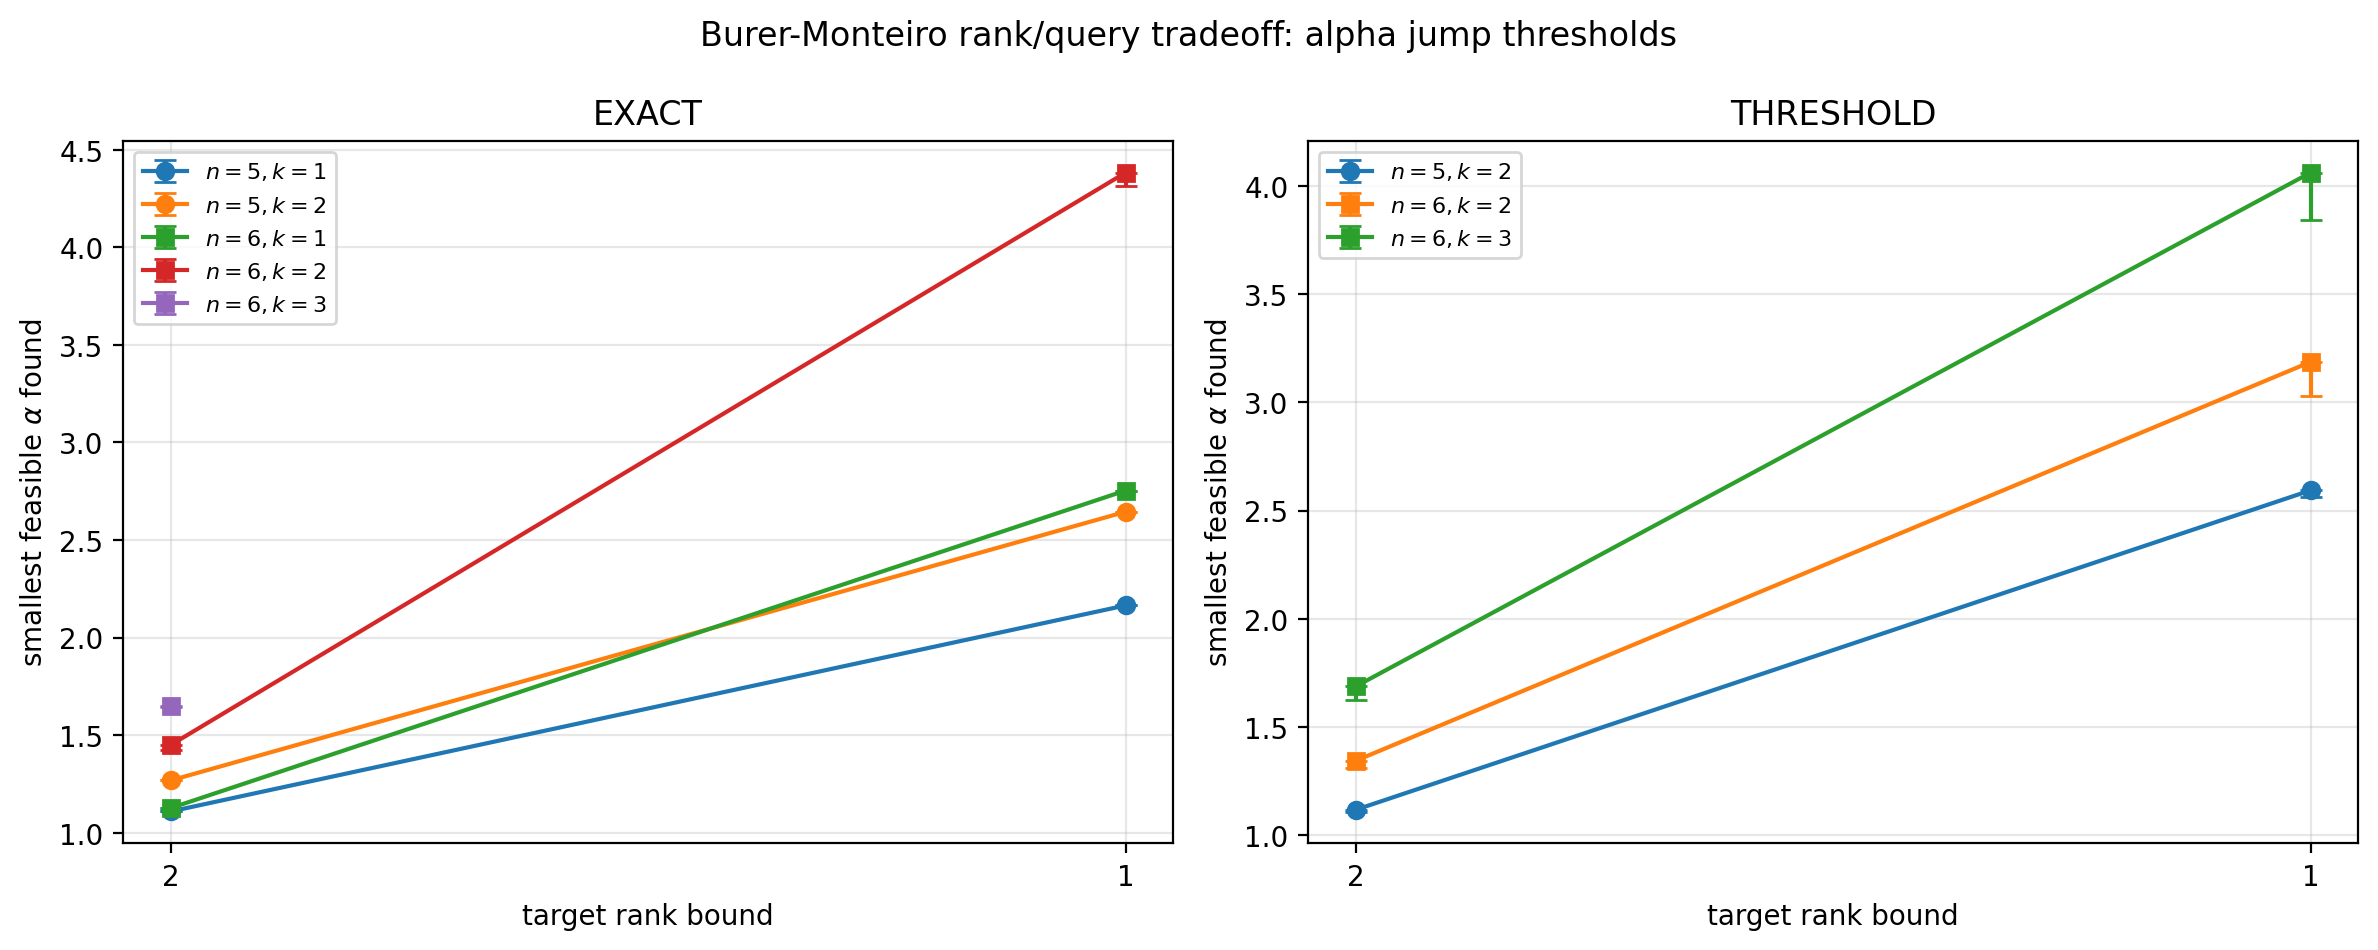 Burer-Monteiro rank/query tradeoff: alpha jump thresholds
EXACT
4.5
4.0
3.5
3.0
2.5
2.0
1.5
1.0
smallest feasible α found
n = 5, k = 1
n = 5, k = 2
n = 6, k = 1
n = 6, k = 2
n = 6, k = 3
2
1
target rank bound
THRESHOLD
4.0
3.5
3.0
2.5
2.0
1.5
1.0
smallest feasible α found
n = 5, k = 2
n = 6, k = 2
n = 6, k = 3
2
1
target rank bound